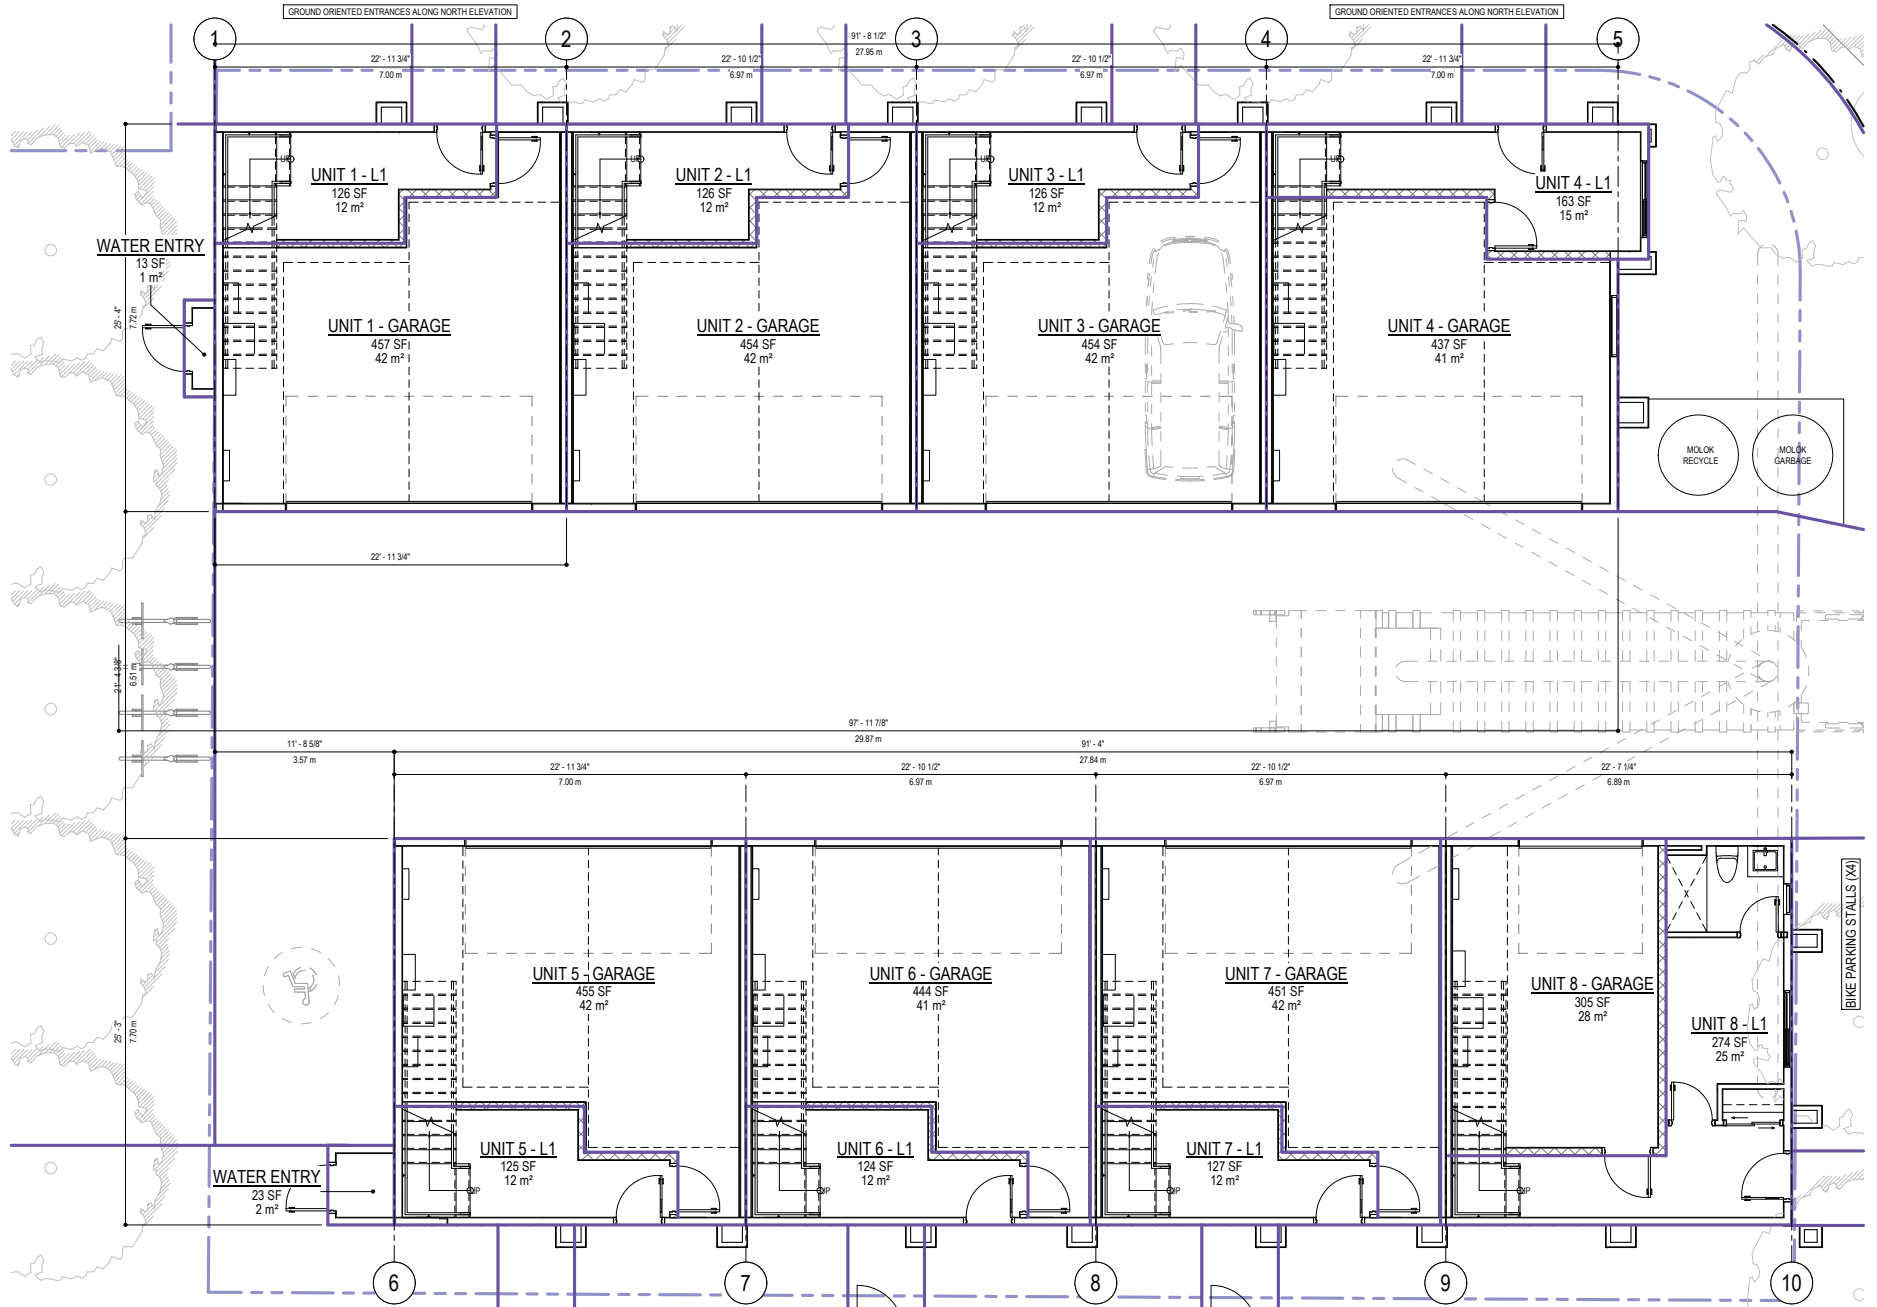 GROUND ORIENTED ENTRANCES ALONG NORTH ELEVATION
GROUND ORIENTED ENTRANCES ALONG NORTH ELEVATION
1
2
3
4
5
91' - 8 1/2"
27.95 m
22' - 11 3/4"
7.00 m
22' - 10 1/2"
6.97 m
22' - 10 1/2"
6.97 m
22' - 11 3/4"
7.00 m
UP
UP
UP
UP
UNIT 1 - L1
126 SF
12 m²
UNIT 2 - L1
126 SF
12 m²
UNIT 3 - L1
126 SF
12 m²
UNIT 4 - L1
163 SF
15 m²
WATER ENTRY
13 SF
1 m²
25' - 4"
7.72 m
UNIT 1 - GARAGE
457 SF
42 m²
UNIT 2 - GARAGE
454 SF
42 m²
UNIT 3 - GARAGE
454 SF
42 m²
UNIT 4 - GARAGE
437 SF
41 m²
MOLOK
RECYCLE
MOLOK
GARBAGE
22' - 11 3/4"
21' - 4 3/8"
6.51 m
97' - 11 7/8"
29.87 m
11' - 8 5/8"
3.57 m
91' - 4"
27.84 m
22' - 11 3/4"
7.00 m
22' - 10 1/2"
6.97 m
22' - 10 1/2"
6.97 m
22' - 7 1/4"
6.89 m
25' - 3"
7.70 m
UNIT 5 - GARAGE
455 SF
42 m²
UNIT 6 - GARAGE
444 SF
41 m²
UNIT 7 - GARAGE
451 SF
42 m²
UNIT 8 - GARAGE
305 SF
28 m²
UNIT 8 - L1
274 SF
25 m²
BIKE PARKING STALLS (X4)
UNIT 5 - L1
125 SF
12 m²
UNIT 6 - L1
124 SF
12 m²
UNIT 7 - L1
127 SF
12 m²
WATER ENTRY
23 SF
2 m²
UP
UP
UP
UP
6
7
8
9
10